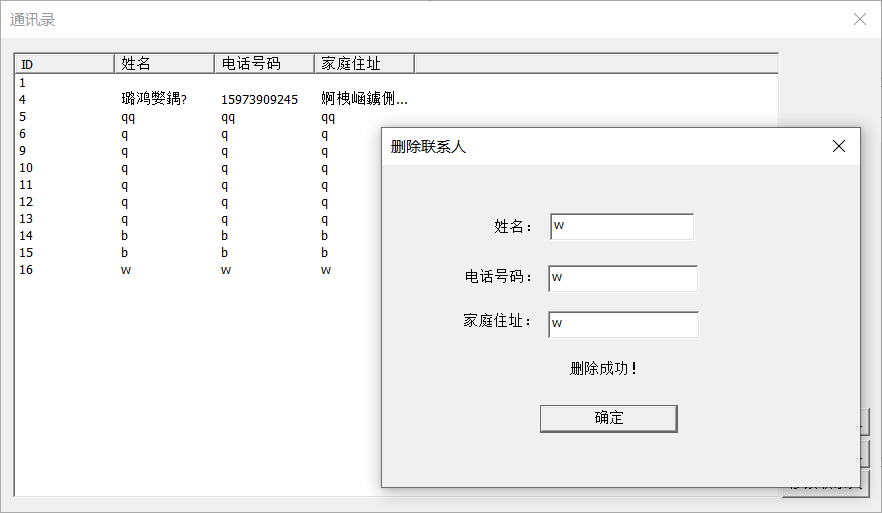 通讯录
ID 姓名 电话号码 家庭住址
1
4 璐鸿嫛鍝? 15973909245 婀栧崡鐪侀...
5 qq qq qq
6 q q q
9 q q q
10 q q q
11 q q q
12 q q q
13 q q q
14 b b b
15 b b b
16 w w w
删除联系人
姓名： w
电话号码： w
家庭住址： w
删除成功！
确定